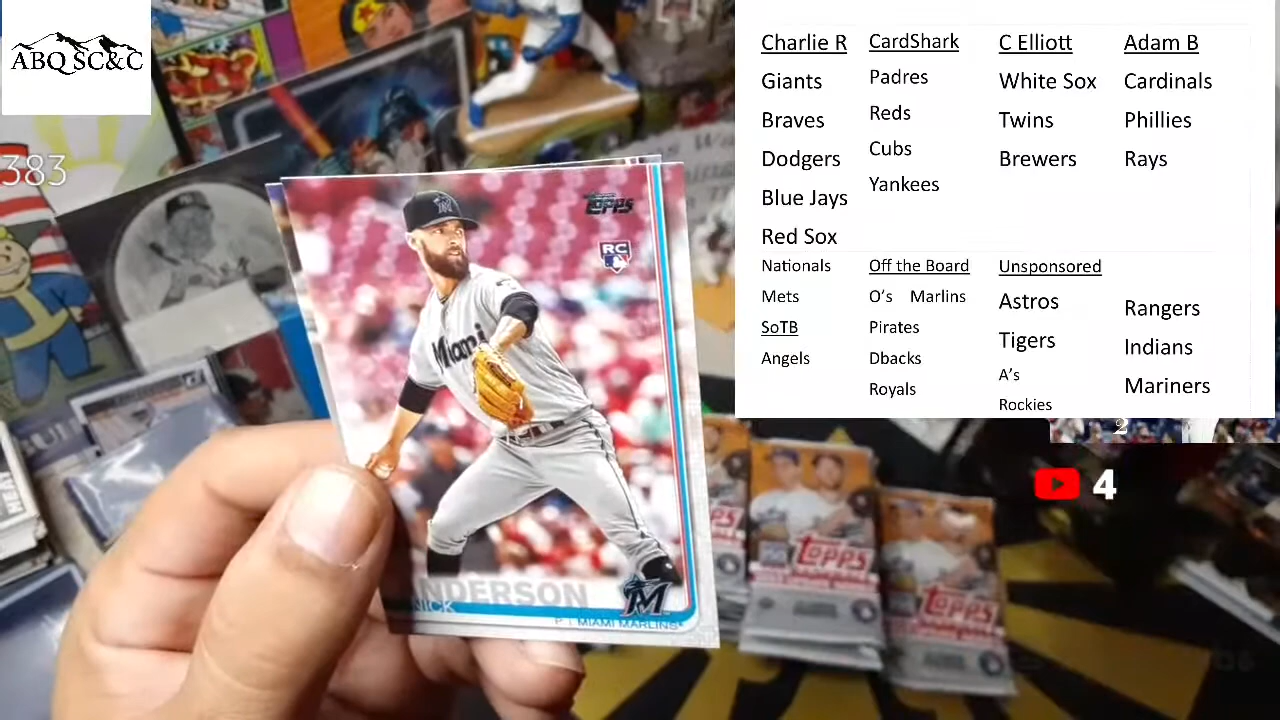 ABQ SC&C
383
Charlie R
Giants
Braves
Dodgers
Blue Jays
Red Sox
Nationals
Mets
SoTB
Angels
CardShark
Padres
Reds
Cubs
Yankees
Off the Board
O's Marlins
Pirates
Dbacks
Royals
C Elliott
White Sox
Twins
Brewers
Unsponsored
Astros
Tigers
A's
Rockies
Adam B
Cardinals
Phillies
Rays
Rangers
Indians
Mariners
2
4
Topps
RC
Miami
ANDERSON
NICK
P | MIAMI MARLINS
M
Topps
Topps